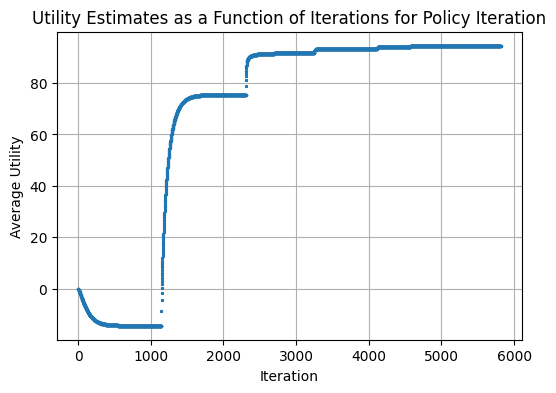 Utility Estimates as a Function of Iterations for Policy Iteration
Average Utility
80
60
40
20
0
0 1000 2000 3000 4000 5000 6000
Iteration